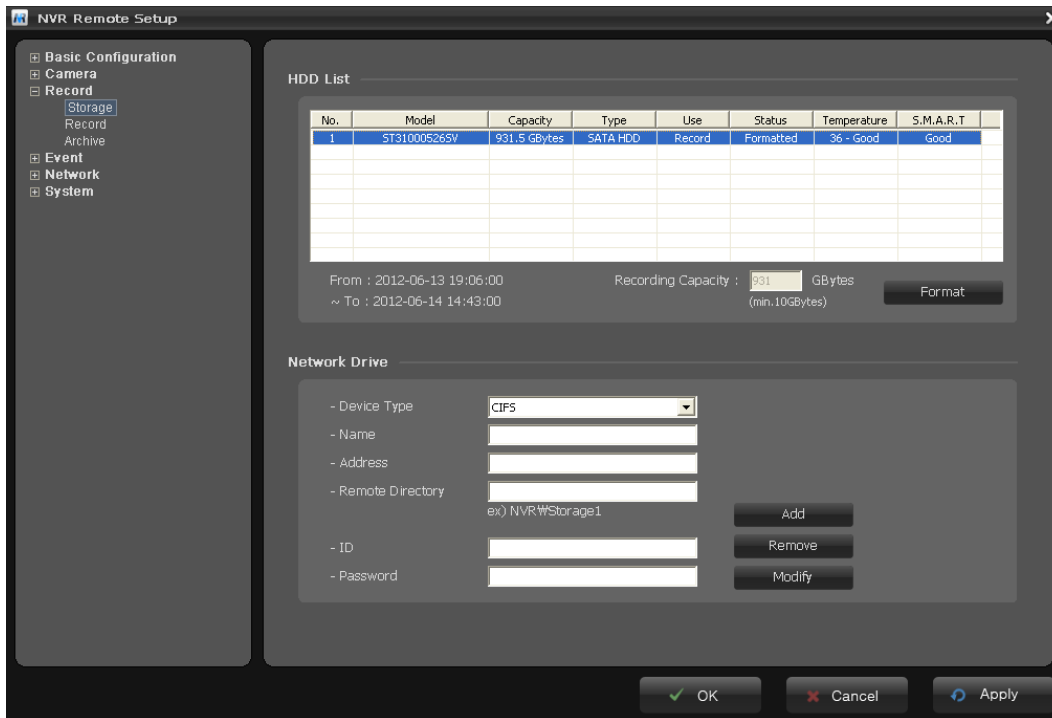 NVR Remote Setup
Basic Configuration
Camera
Record
Storage
Record
Archive
Event
Network
System
HDD List
No. Model Capacity Type Use Status Temperature S.M.A.R.T
1 ST31000526SV 931.5 GBytes SATA HDD Record Formatted 36 - Good Good
From : 2012-06-13 19:06:00
~ To : 2012-06-14 14:43:00
Recording Capacity : 931 GBytes
(min.10GBytes)
Format
Network Drive
- Device Type CIFS
- Name
- Address
- Remote Directory
ex) NVR₩Storage1
Add
- ID
Remove
- Password
Modify
OK
Cancel
Apply